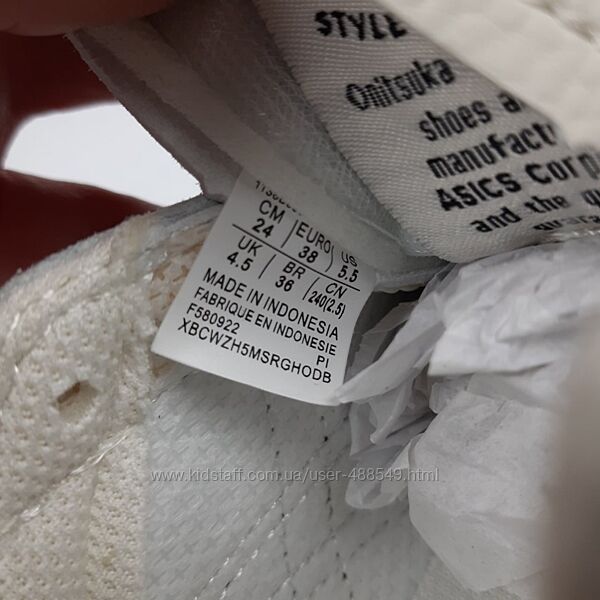 STYLE
Onitsuka
shoes a
manufact
ASICS Corp
and the
CM EURO US
24 38 5.5
UK BR CN
4.5 36 240(2.5)
MADE IN INDONESIA
FABRIQUE EN INDONESIE
F580922 PI
XBCWZH5MSRGHODB
www.kidstaff.com.ua/user-488549.html